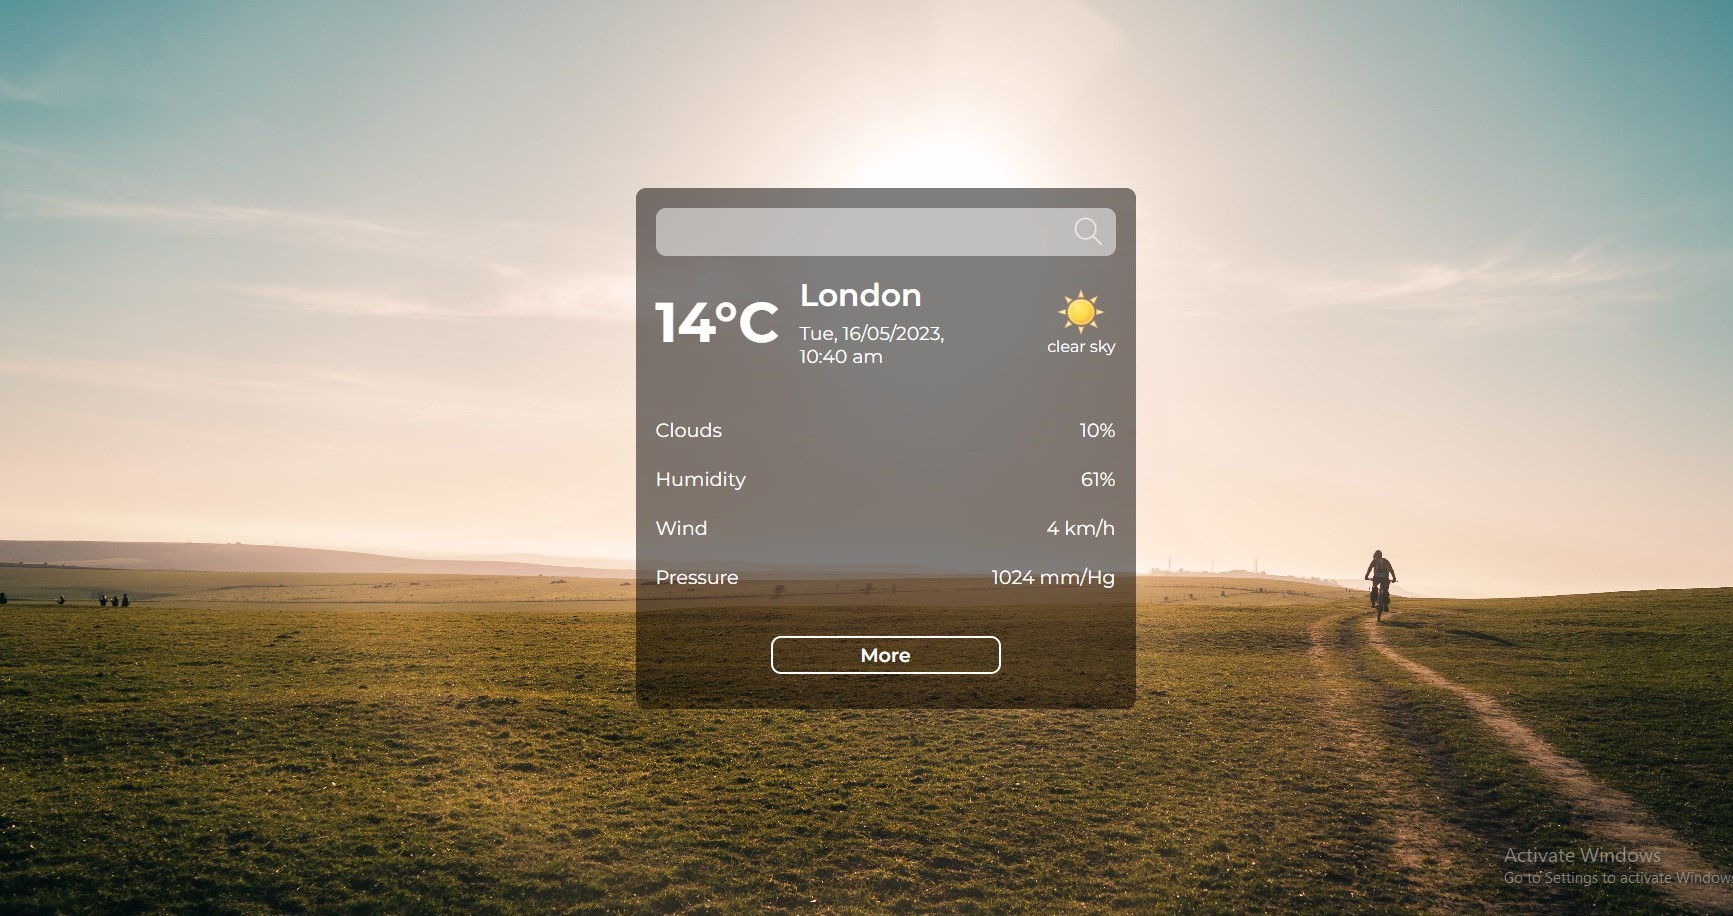 14°C
London
Tue, 16/05/2023,
10:40 am
clear sky
Clouds 10%
Humidity 61%
Wind 4 km/h
Pressure 1024 mm/Hg
More
Activate Windows
Go to Settings to activate Windows